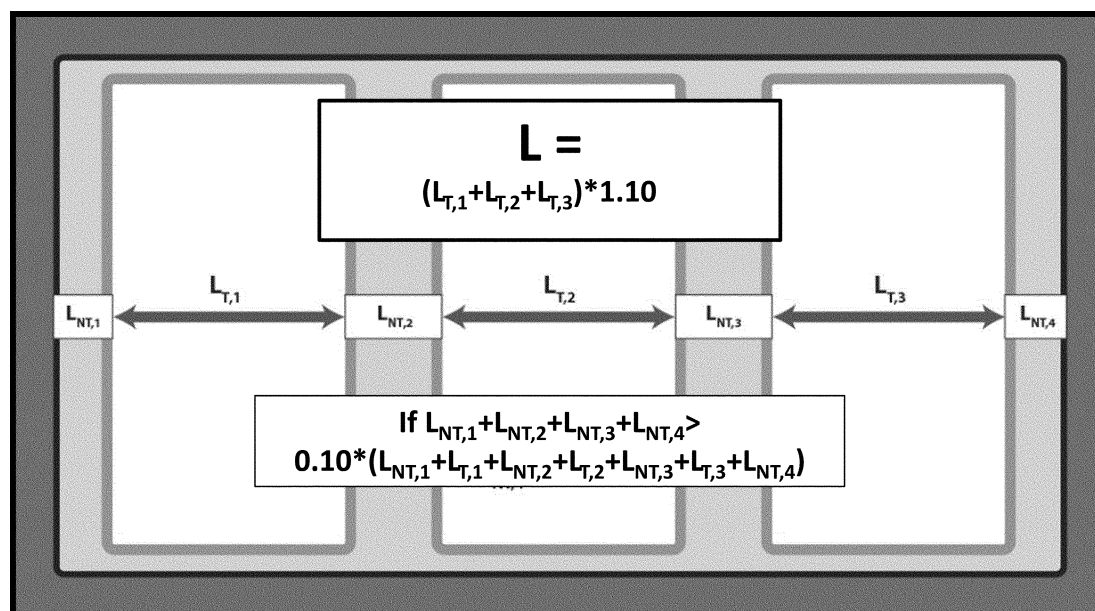 L =
(LT,1+LT,2+LT,3)*1.10
LT,1
LT,2
LT,3
LNT,1
LNT,2
LNT,3
LNT,4
If LNT,1+LNT,2+LNT,3+LNT,4>
0.10*(LNT,1+LT,1+LNT,2+LT,2+LNT,3+LT,3+LNT,4)